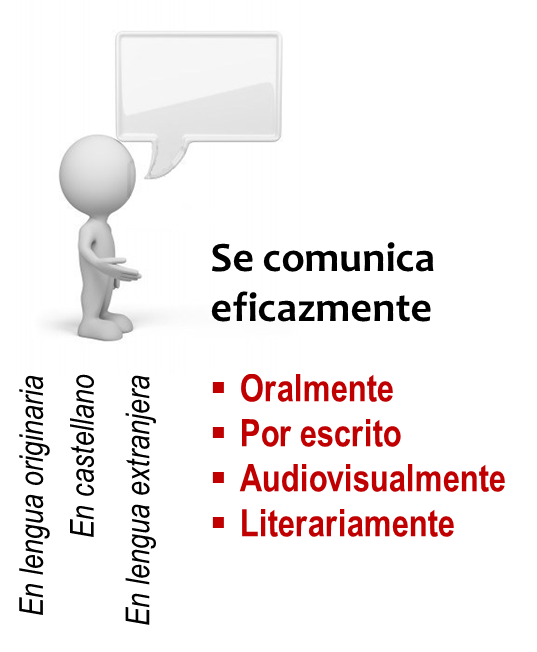 Se comunica
eficazmente
▪ Oralmente
▪ Por escrito
▪ Audiovisualmente
▪ Literariamente
En lengua originaria
En castellano
En lengua extranjera